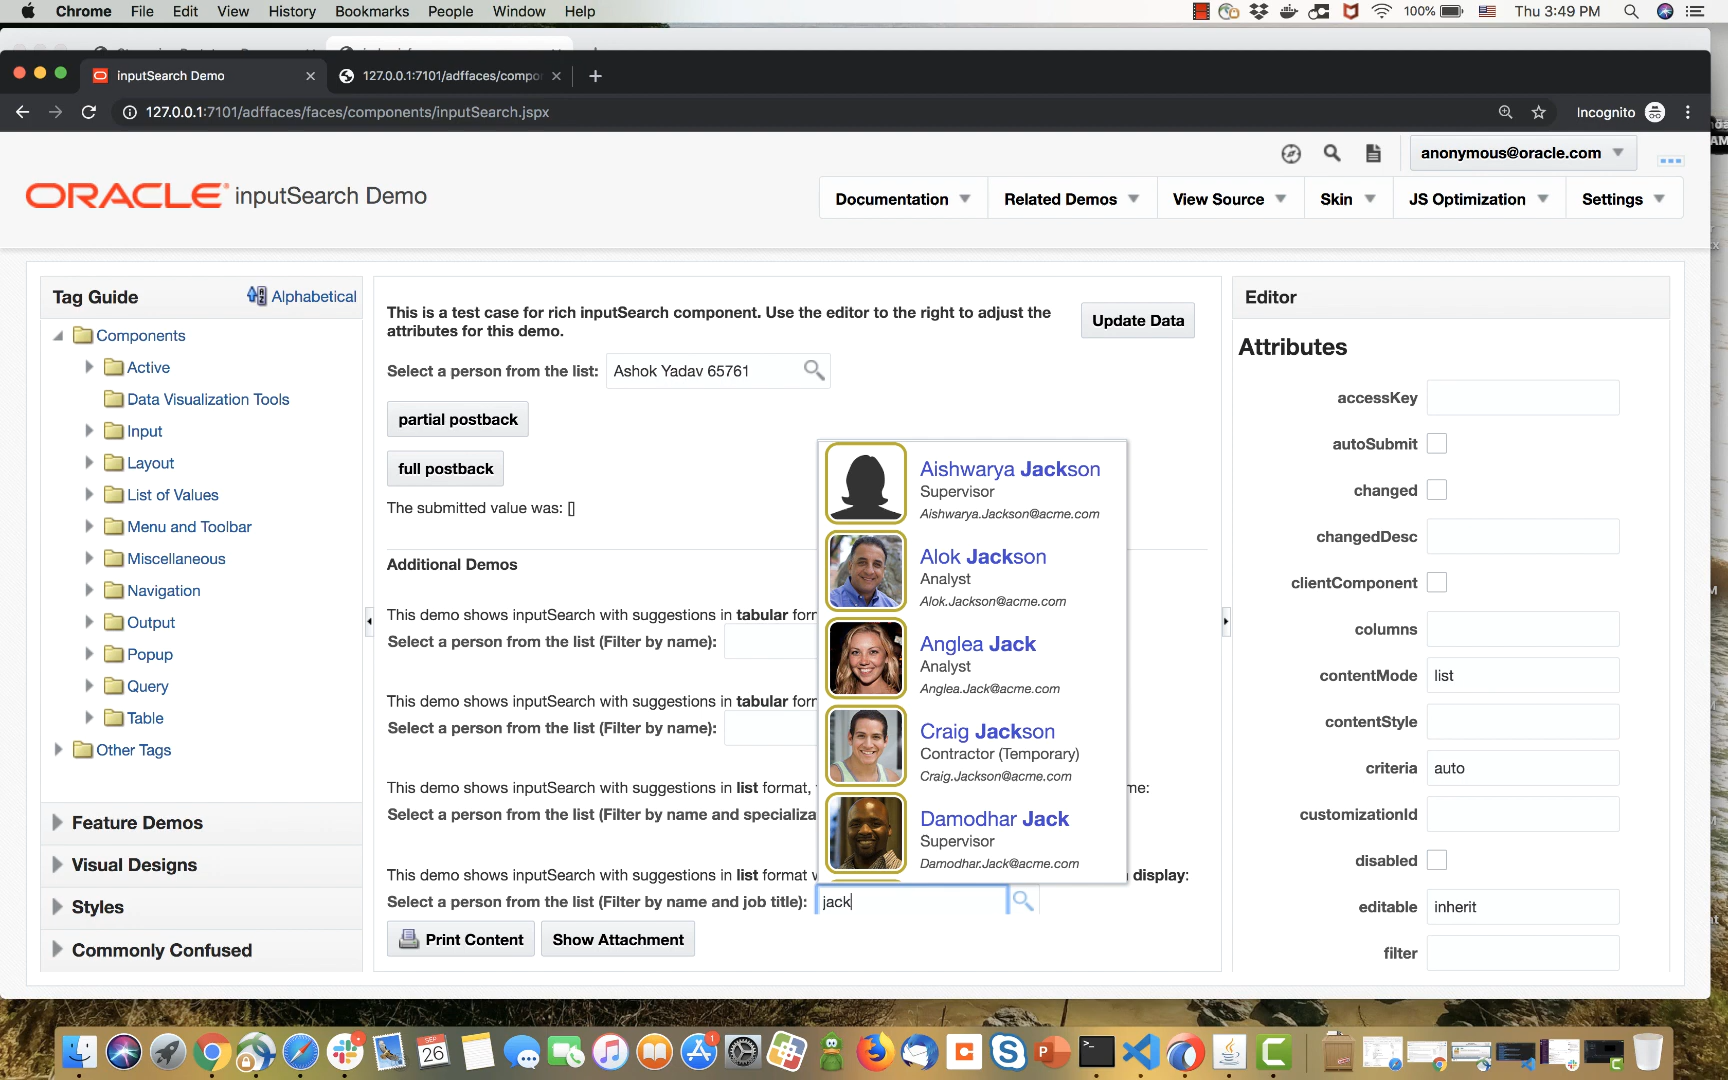 Chrome File Edit View History Bookmarks People Window Help
100% Thu 3:49 PM
inputSearch Demo
127.0.0.1:7101/adffaces/compo
127.0.0.1:7101/adffaces/faces/components/inputSearch.jspx
Incognito
anonymous@oracle.com
ORACLE inputSearch Demo
Documentation Related Demos View Source Skin JS Optimization Settings
Tag Guide
Alphabetical
Components
Active
Data Visualization Tools
Input
Layout
List of Values
Menu and Toolbar
Miscellaneous
Navigation
Output
Popup
Query
Table
Other Tags
Feature Demos
Visual Designs
Styles
Commonly Confused
This is a test case for rich inputSearch component. Use the editor to the right to adjust the
attributes for this demo.
Update Data
Select a person from the list: Ashok Yadav 65761
partial postback
full postback
The submitted value was: []
Additional Demos
This demo shows inputSearch with suggestions in tabular for
Select a person from the list (Filter by name):
This demo shows inputSearch with suggestions in tabular for
Select a person from the list (Filter by name):
This demo shows inputSearch with suggestions in list format,
me:
Select a person from the list (Filter by name and specializa
This demo shows inputSearch with suggestions in list format
display:
Select a person from the list (Filter by name and job title): jack
Print Content Show Attachment
Aishwarya Jackson
Supervisor
Aishwarya.Jackson@acme.com
Alok Jackson
Analyst
Alok.Jackson@acme.com
Anglea Jack
Analyst
Anglea.Jack@acme.com
Craig Jackson
Contractor (Temporary)
Craig.Jackson@acme.com
Damodhar Jack
Supervisor
Damodhar.Jack@acme.com
Editor
Attributes
accessKey
autoSubmit
changed
changedDesc
clientComponent
columns
contentMode list
contentStyle
criteria auto
customizationId
disabled
editable inherit
filter
SEP
26
1